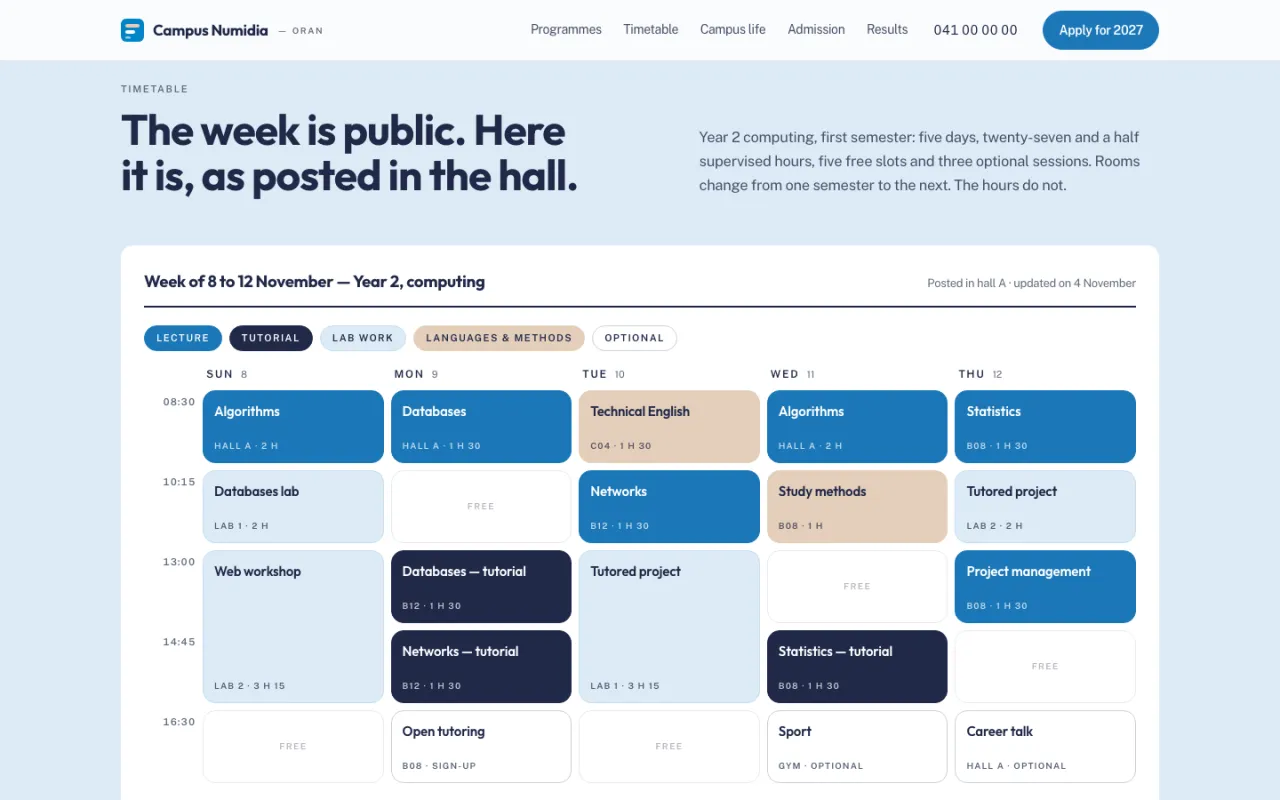 Campus Numidia — ORAN
Programmes Timetable Campus life Admission Results 041 00 00 00 Apply for 2027
TIMETABLE
The week is public. Here
it is, as posted in the hall.
Year 2 computing, first semester: five days, twenty-seven and a half
supervised hours, five free slots and three optional sessions. Rooms
change from one semester to the next. The hours do not.
Week of 8 to 12 November — Year 2, computing
Posted in hall A · updated on 4 November
LECTURE TUTORIAL LAB WORK LANGUAGES & METHODS OPTIONAL
SUN 8 MON 9 TUE 10 WED 11 THU 12
08:30
Algorithms
HALL A · 2 H
Databases
HALL A · 1 H 30
Technical English
C04 · 1 H 30
Algorithms
HALL A · 2 H
Statistics
B08 · 1 H 30
10:15
Databases lab
LAB 1 · 2 H
FREE
Networks
B12 · 1 H 30
Study methods
B08 · 1 H
Tutored project
LAB 2 · 2 H
13:00
Web workshop
LAB 2 · 3 H 15
Databases — tutorial
B12 · 1 H 30
Tutored project
LAB 1 · 3 H 15
FREE
Project management
B08 · 1 H 30
14:45
Networks — tutorial
B12 · 1 H 30
Statistics — tutorial
B08 · 1 H 30
FREE
16:30
FREE
Open tutoring
B08 · SIGN-UP
FREE
Sport
GYM · OPTIONAL
Career talk
HALL A · OPTIONAL